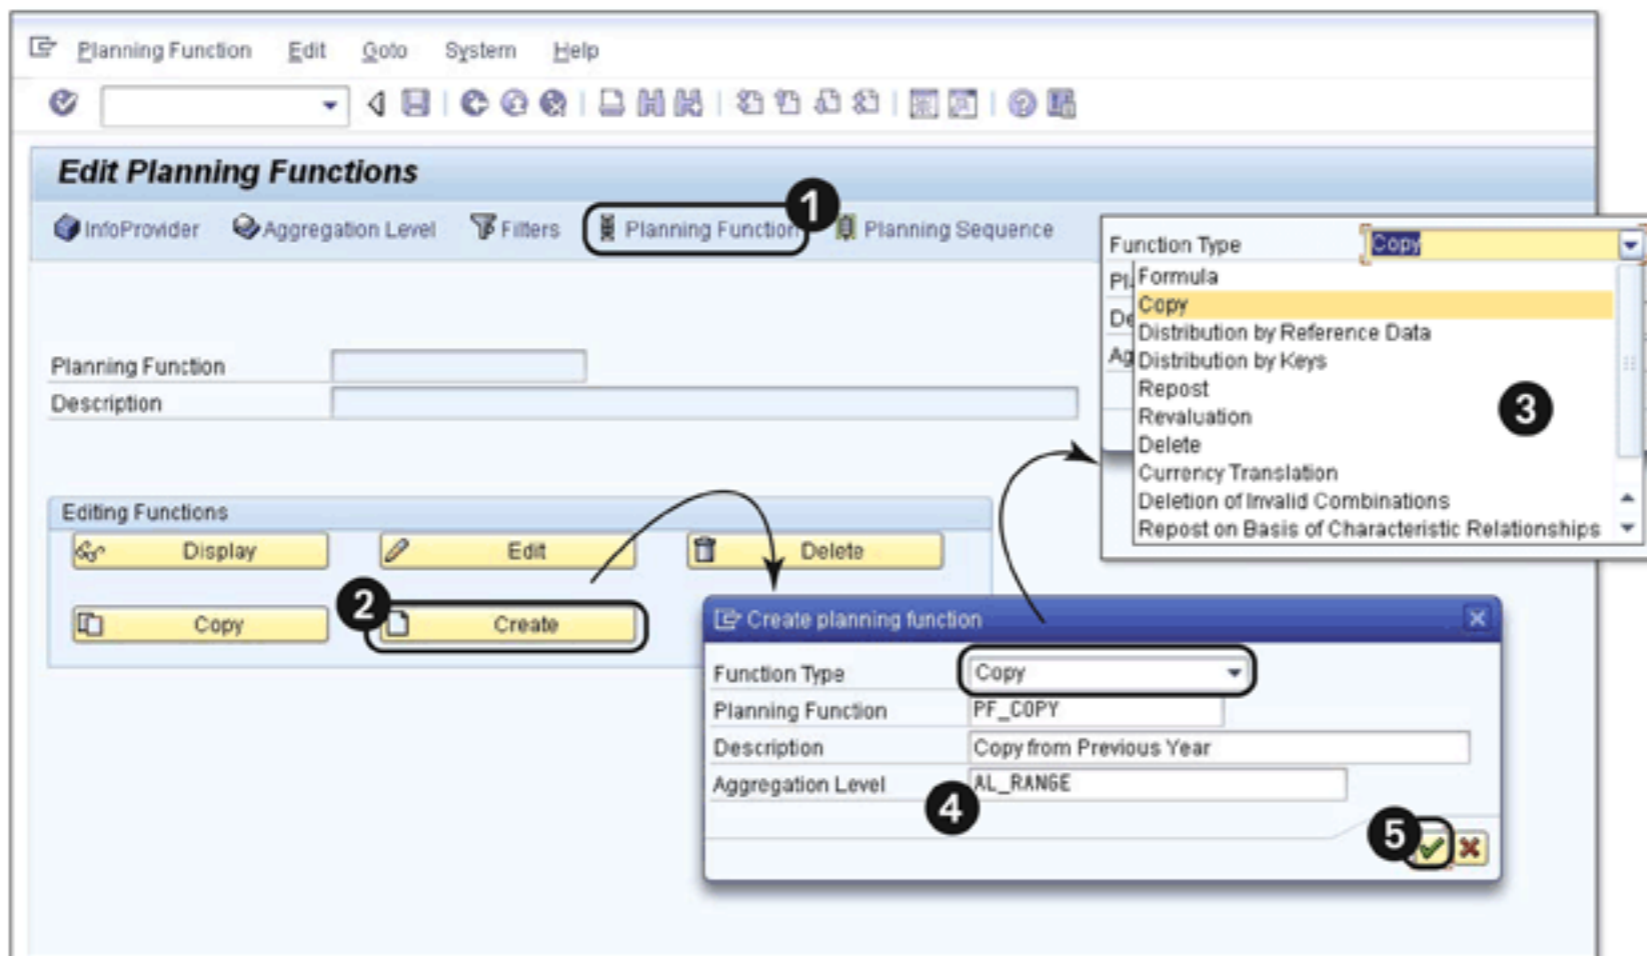 Planning Function Edit Goto System Help
Edit Planning Functions
InfoProvider Aggregation Level Filters Planning Function 1 Planning Sequence
Function Type Copy
Pl
De
Ag
Formula
Copy
Distribution by Reference Data
Distribution by Keys
Repost
Revaluation
Delete
Currency Translation
Deletion of Invalid Combinations
Repost on Basis of Characteristic Relationships
3
Planning Function
Description
Editing Functions
Display Edit Delete
Copy 2 Create
Create planning function
Function Type Copy
Planning Function PF_COPY
Description Copy from Previous Year
Aggregation Level AL_RANGE
4
5